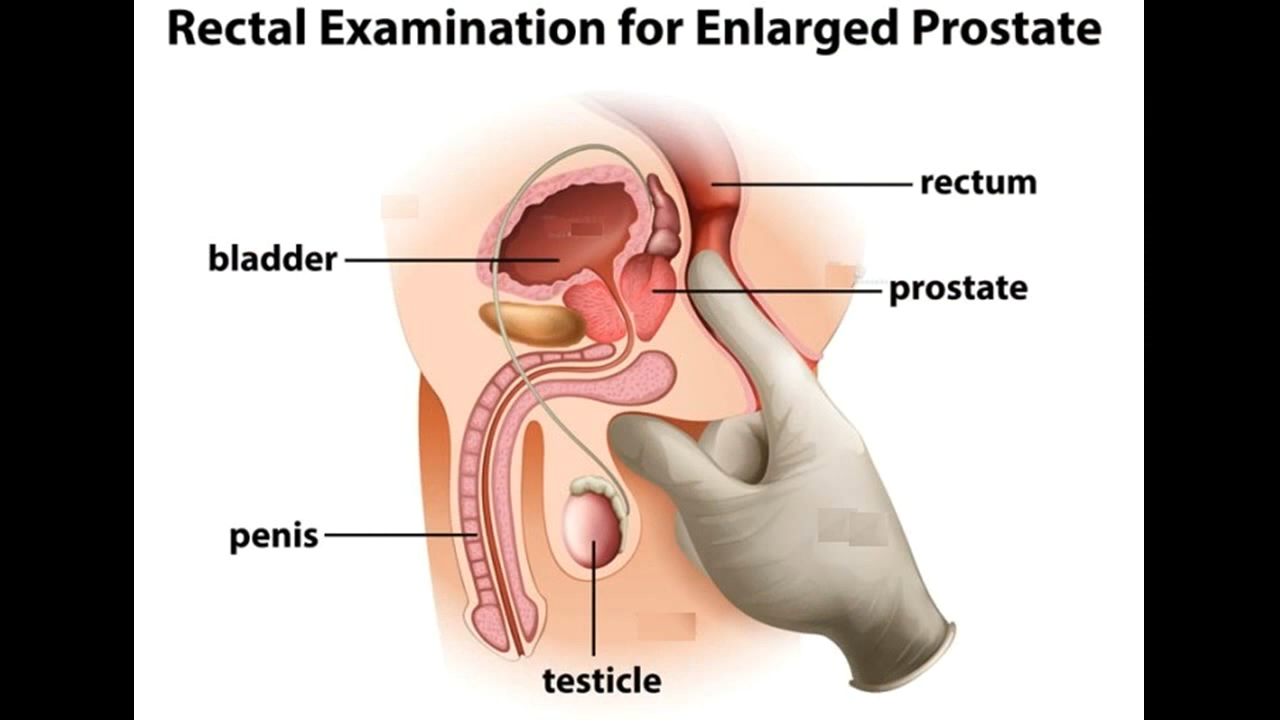 Rectal Examination for Enlarged Prostate
rectum
bladder
prostate
penis
testicle